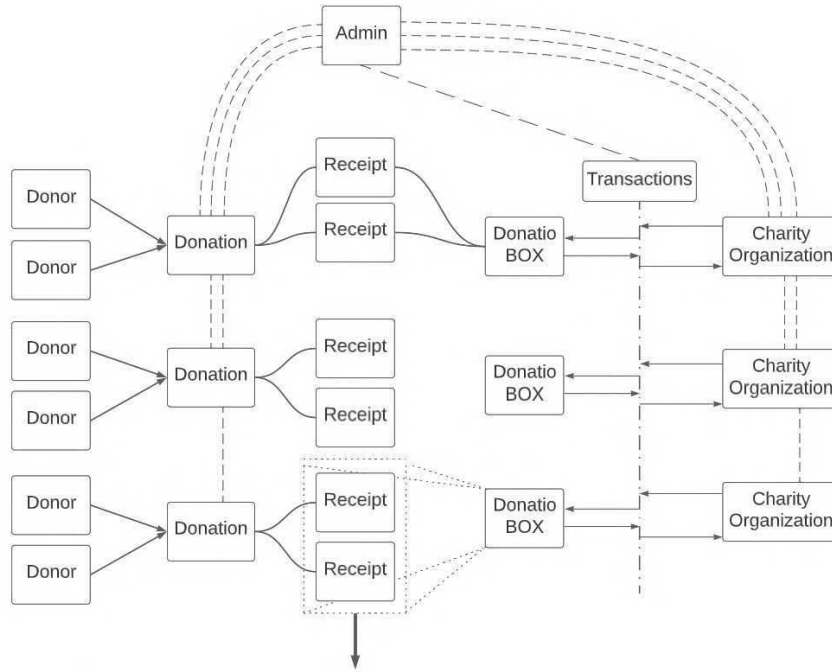 Admin
Receipt
Transactions
Donor
Receipt
Donation
Donatio
BOX
Charity
Organization
Donor
Donor
Receipt
Donation
Donatio
BOX
Charity
Organization
Donor
Receipt
Donor
Receipt
Donation
Donatio
BOX
Charity
Organization
Donor
Receipt